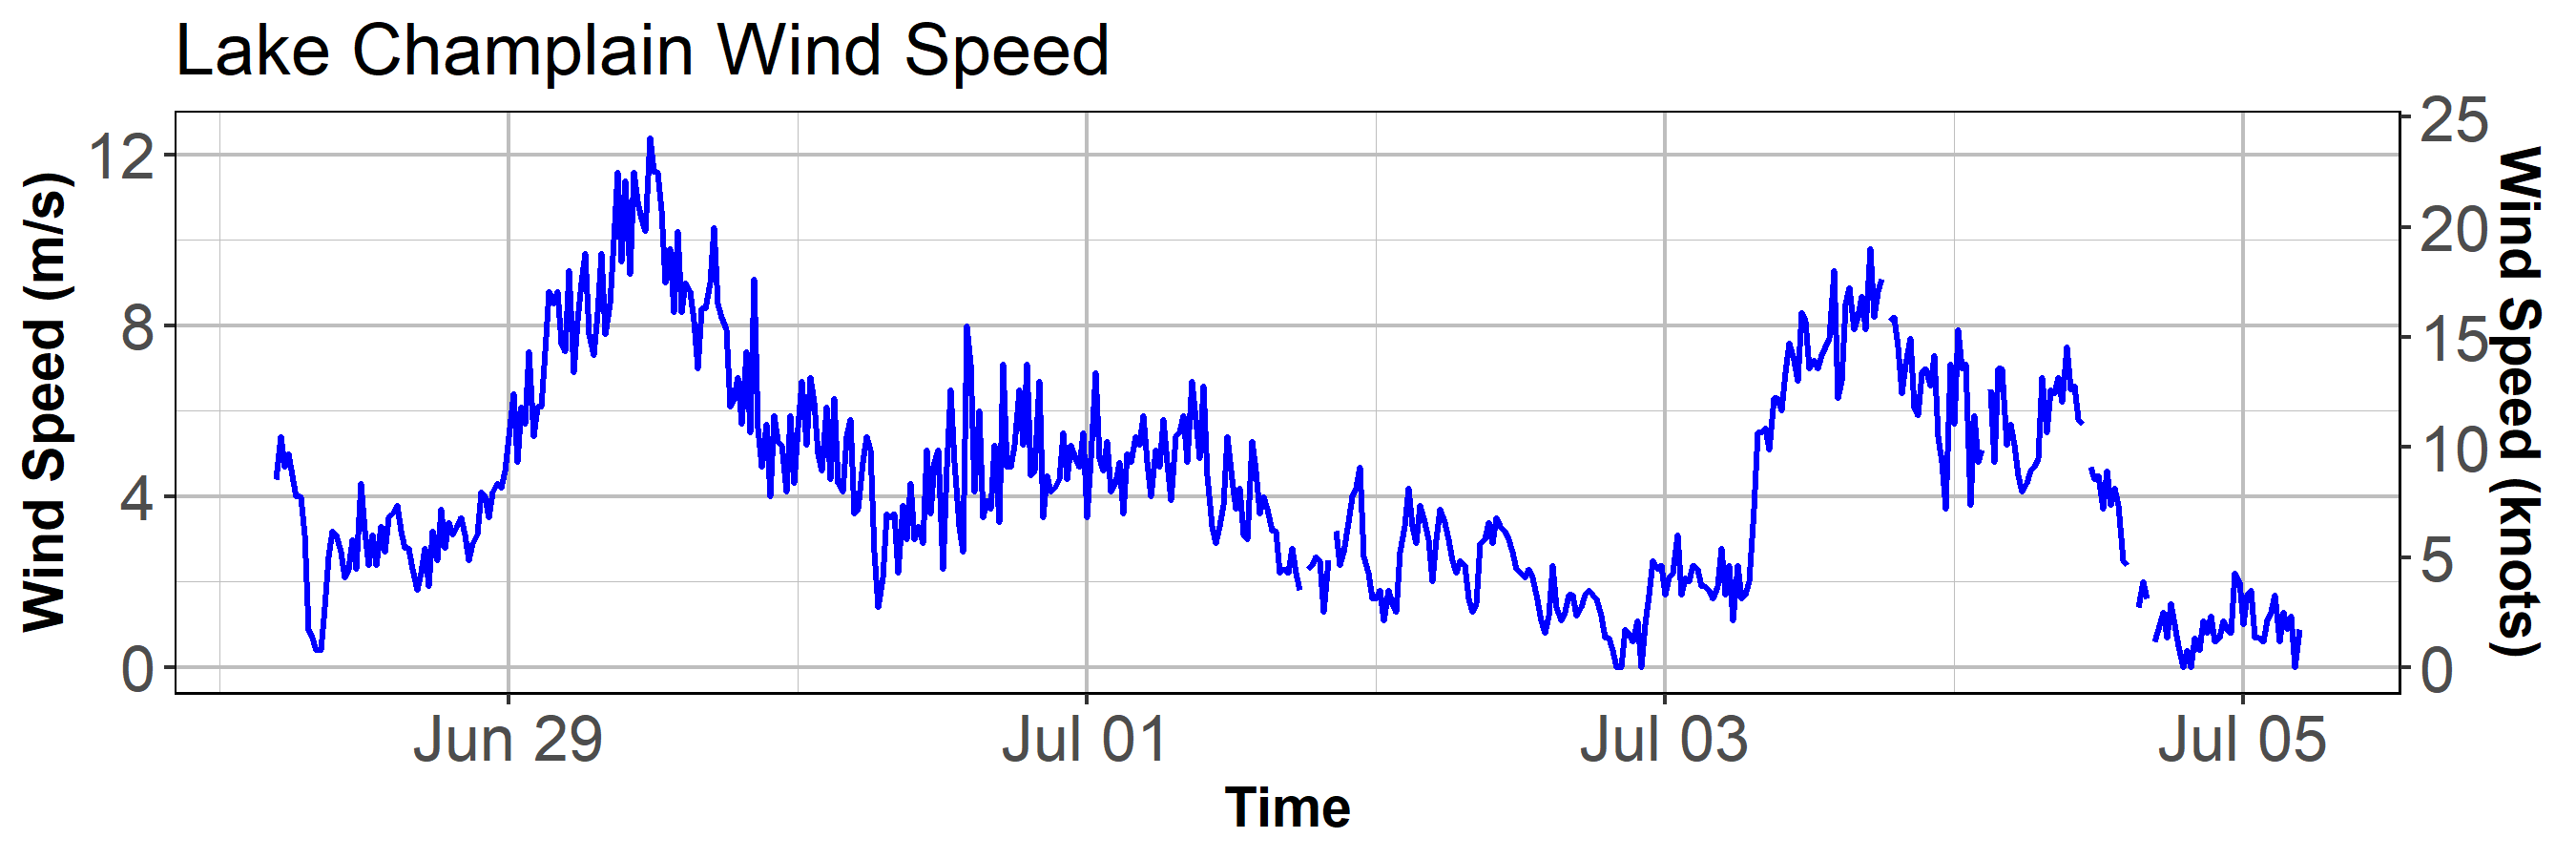 Lake Champlain Wind Speed
Wind Speed (m/s)
12
8
4
0
25
20
15
10
5
0
Wind Speed (knots)
Jun 29
Jul 01
Jul 03
Jul 05
Time